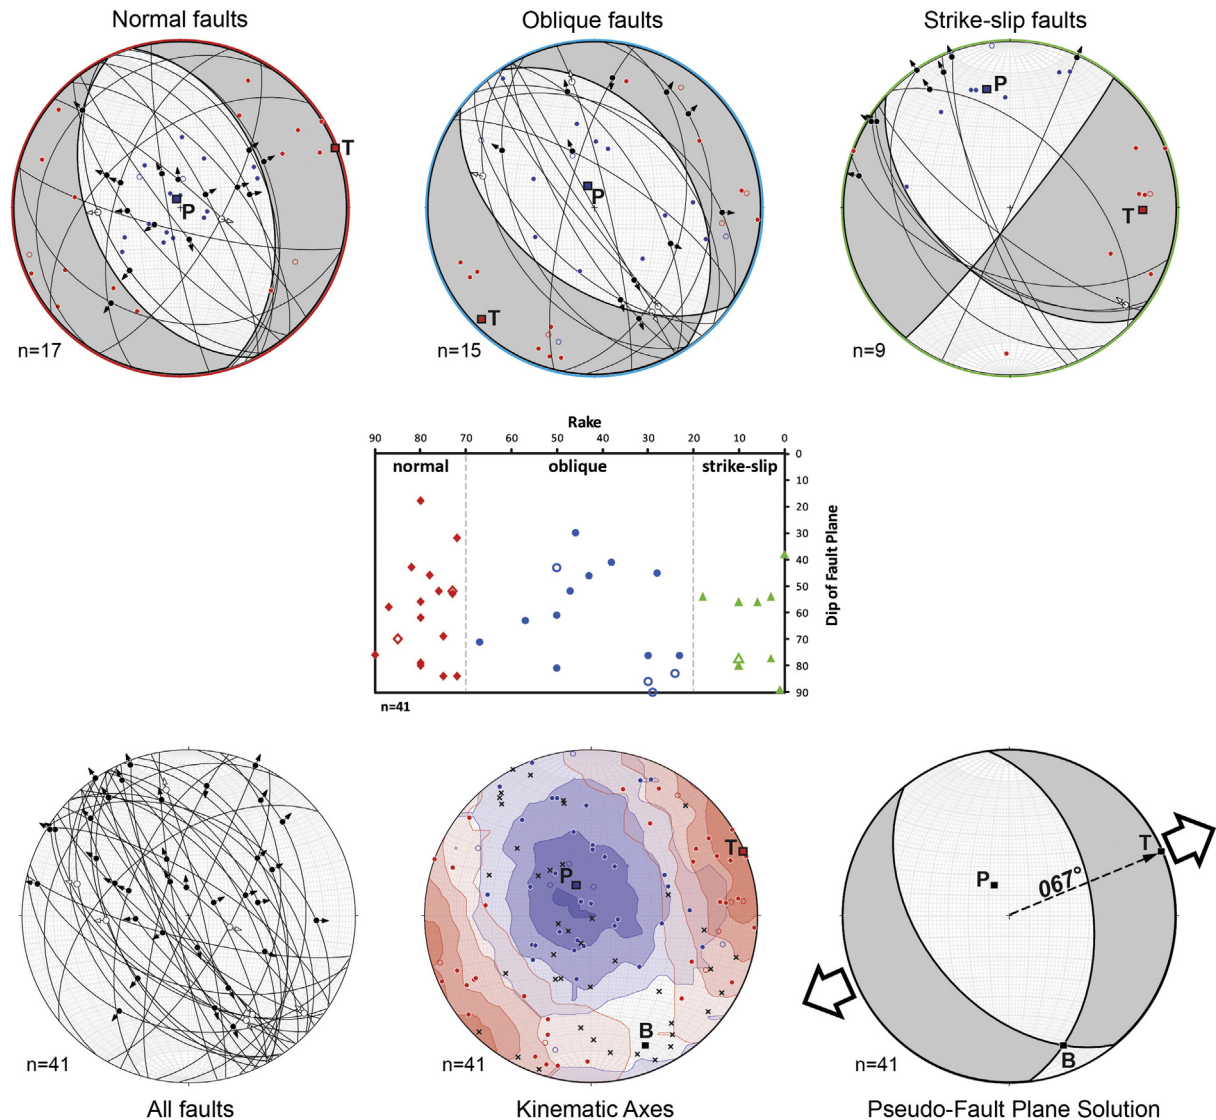 Normal faults
Oblique faults
Strike-slip faults
P
T
n=17
P
T
n=15
P
T
n=9
Rake
90 80 70 60 50 40 30 20 10 0
normal
oblique
strike-slip
0
10
20
30
40
50
60
70
80
90
Dip of Fault Plane
n=41
n=41
All faults
P
T
B
n=41
Kinematic Axes
P
T
067°
B
n=41
Pseudo-Fault Plane Solution